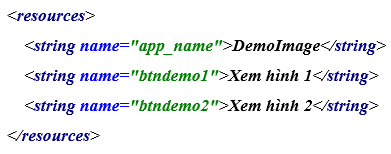 <resources>
<string name="app_name">DemoImage</string>
<string name="btndemo1">Xem hình 1</string>
<string name="btndemo2">Xem hình 2</string>
</resources>